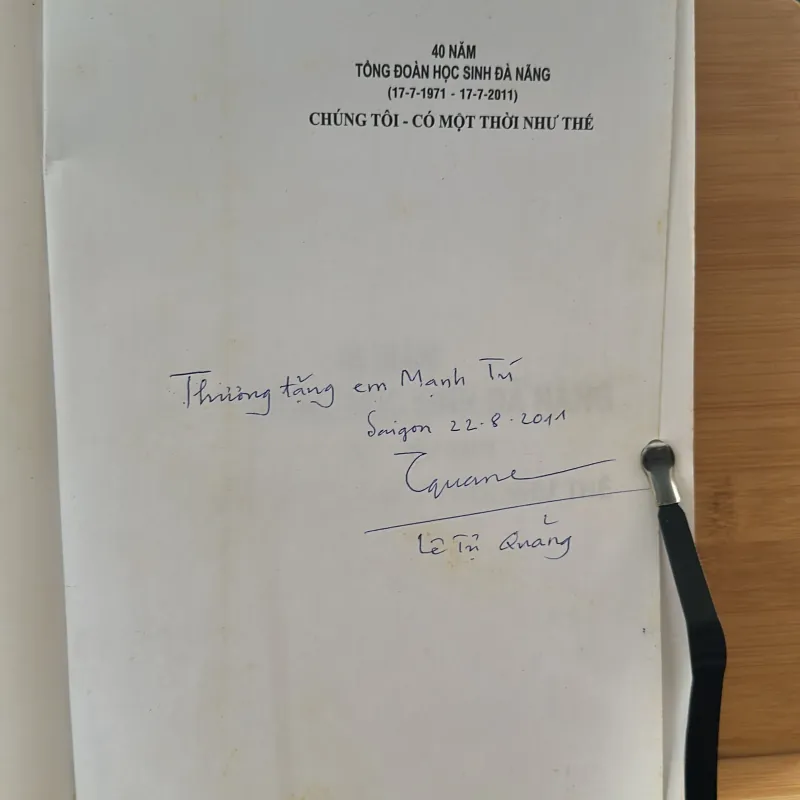 40 NĂM
TỔNG ĐOÀN HỌC SINH ĐÀ NẴNG
(17-7-1971 - 17-7-2011)
CHÚNG TÔI - CÓ MỘT THỜI NHƯ THẾ
Thương tặng em Mạnh Trí
Saigon 22.8.2011
Lê Tự Quảng